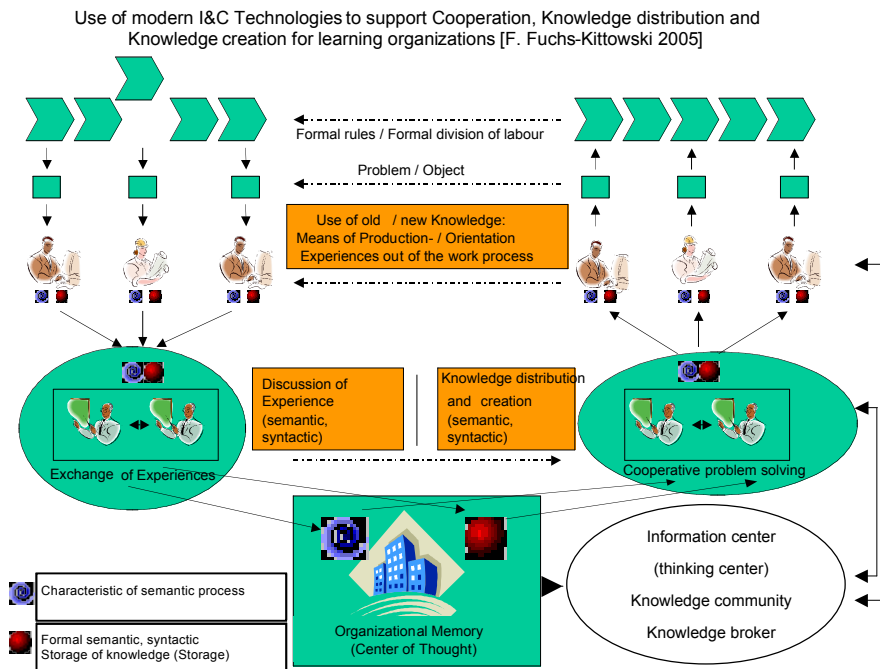 Use of modern I&C Technologies to support Cooperation, Knowledge distribution and
Knowledge creation for learning organizations [F. Fuchs-Kittowski 2005]
Formal rules / Formal division of labour
Problem / Object
Use of old / new Knowledge:
Means of Production- / Orientation
Experiences out of the work process
Discussion of
Experience
(semantic,
syntactic)
Knowledge distribution
and creation
(semantic,
syntactic)
Exchange of Experiences
Cooperative problem solving
Organizational Memory
(Center of Thought)
Information center
(thinking center)
Knowledge community
Knowledge broker
Characteristic of semantic process
Formal semantic, syntactic
Storage of knowledge (Storage)